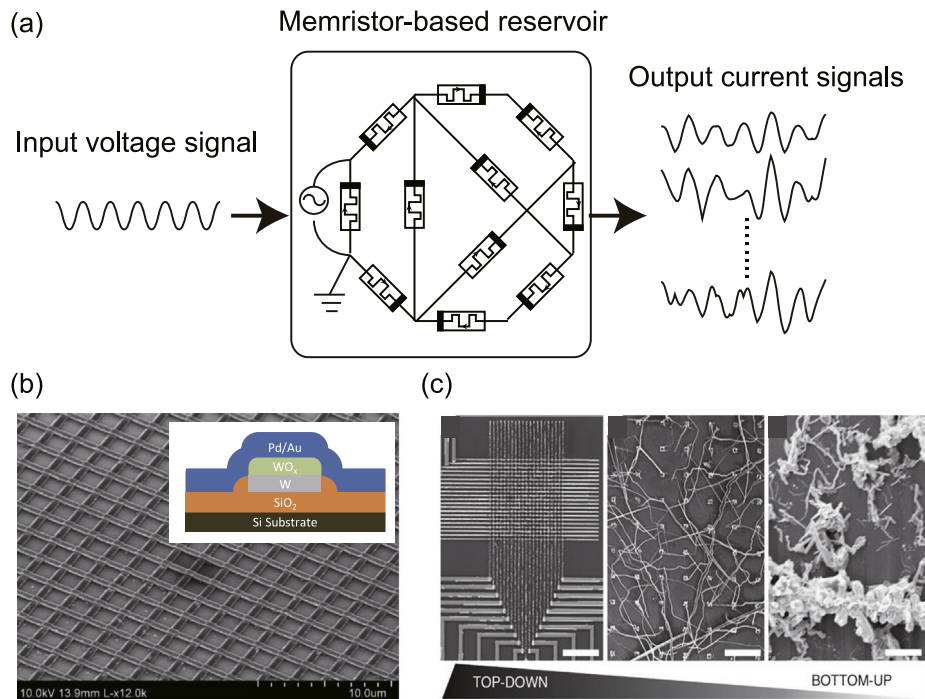 (a)
Memristor-based reservoir
Input voltage signal
Output current signals
(b)
Pd/Au
WOₓ
W
SiO₂
Si Substrate
10.0kV 13.9mm L-x12.0k
10.0um
(c)
TOP-DOWN
BOTTOM-UP